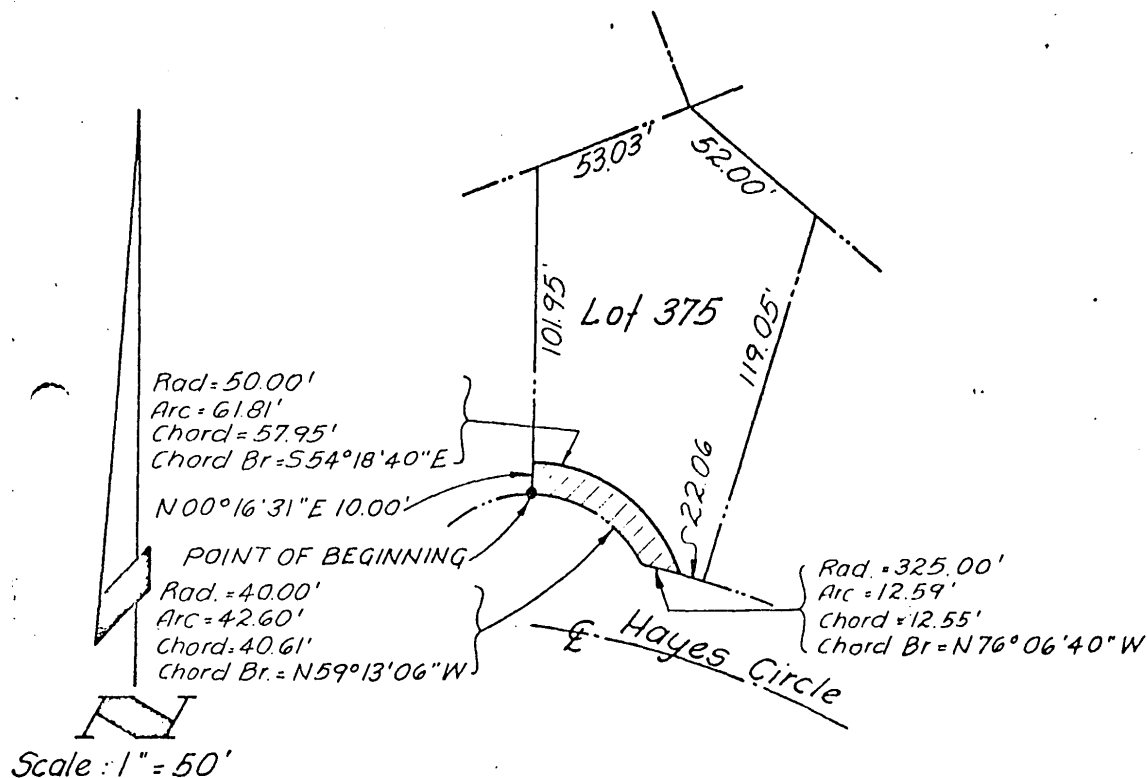 53.03'
52.00'
101.95'
Lot 375
119.05'
Rad = 50.00'
Arc = 61.81'
Chord = 57.95'
Chord Br = S54°18'40"E
N00°16'31"E 10.00'
22.06
POINT OF BEGINNING
Rad. = 40.00'
Arc = 42.60'
Chord = 40.61'
Chord Br. = N59°13'06"W
Rad. = 325.00'
Arc = 12.59'
Chord = 12.55'
Chord Br = N76°06'40"W
℄ Hayes Circle
N
Scale : 1" = 50'